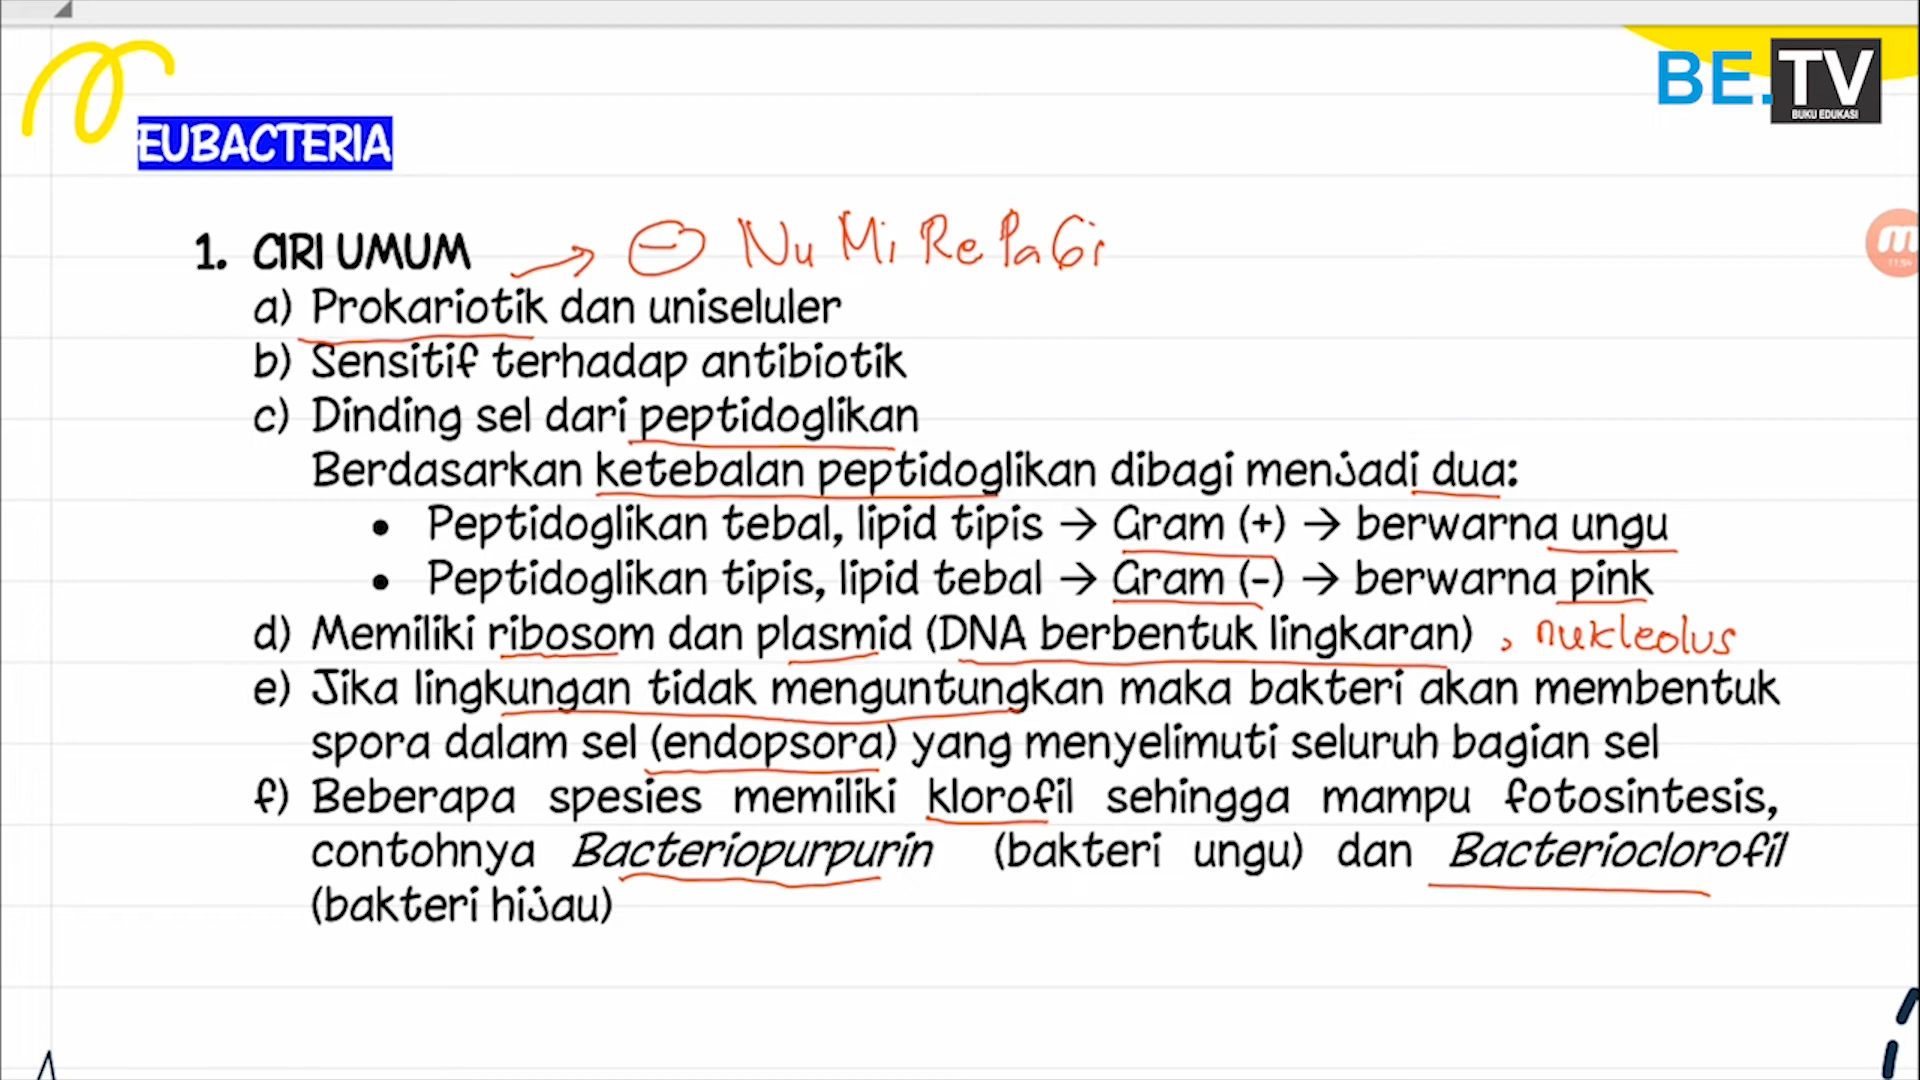 BE.TV
BUKU EDUKASI
EUBACTERIA
1. CIRI UMUM → (-) Nu Mi Re Pa Gi
11:54
a) Prokariotik dan uniseluler
b) Sensitif terhadap antibiotik
c) Dinding sel dari peptidoglikan
Berdasarkan ketebalan peptidoglikan dibagi menjadi dua:
• Peptidoglikan tebal, lipid tipis → Gram (+) → berwarna ungu
• Peptidoglikan tipis, lipid tebal → Gram (-) → berwarna pink
d) Memiliki ribosom dan plasmid (DNA berbentuk lingkaran) , nukleolus
e) Jika lingkungan tidak menguntungkan maka bakteri akan membentuk
spora dalam sel (endopsora) yang menyelimuti seluruh bagian sel
f) Beberapa spesies memiliki klorofil sehingga mampu fotosintesis,
contohnya Bacteriopurpurin (bakteri ungu) dan Bacterioclorofil
(bakteri hijau)